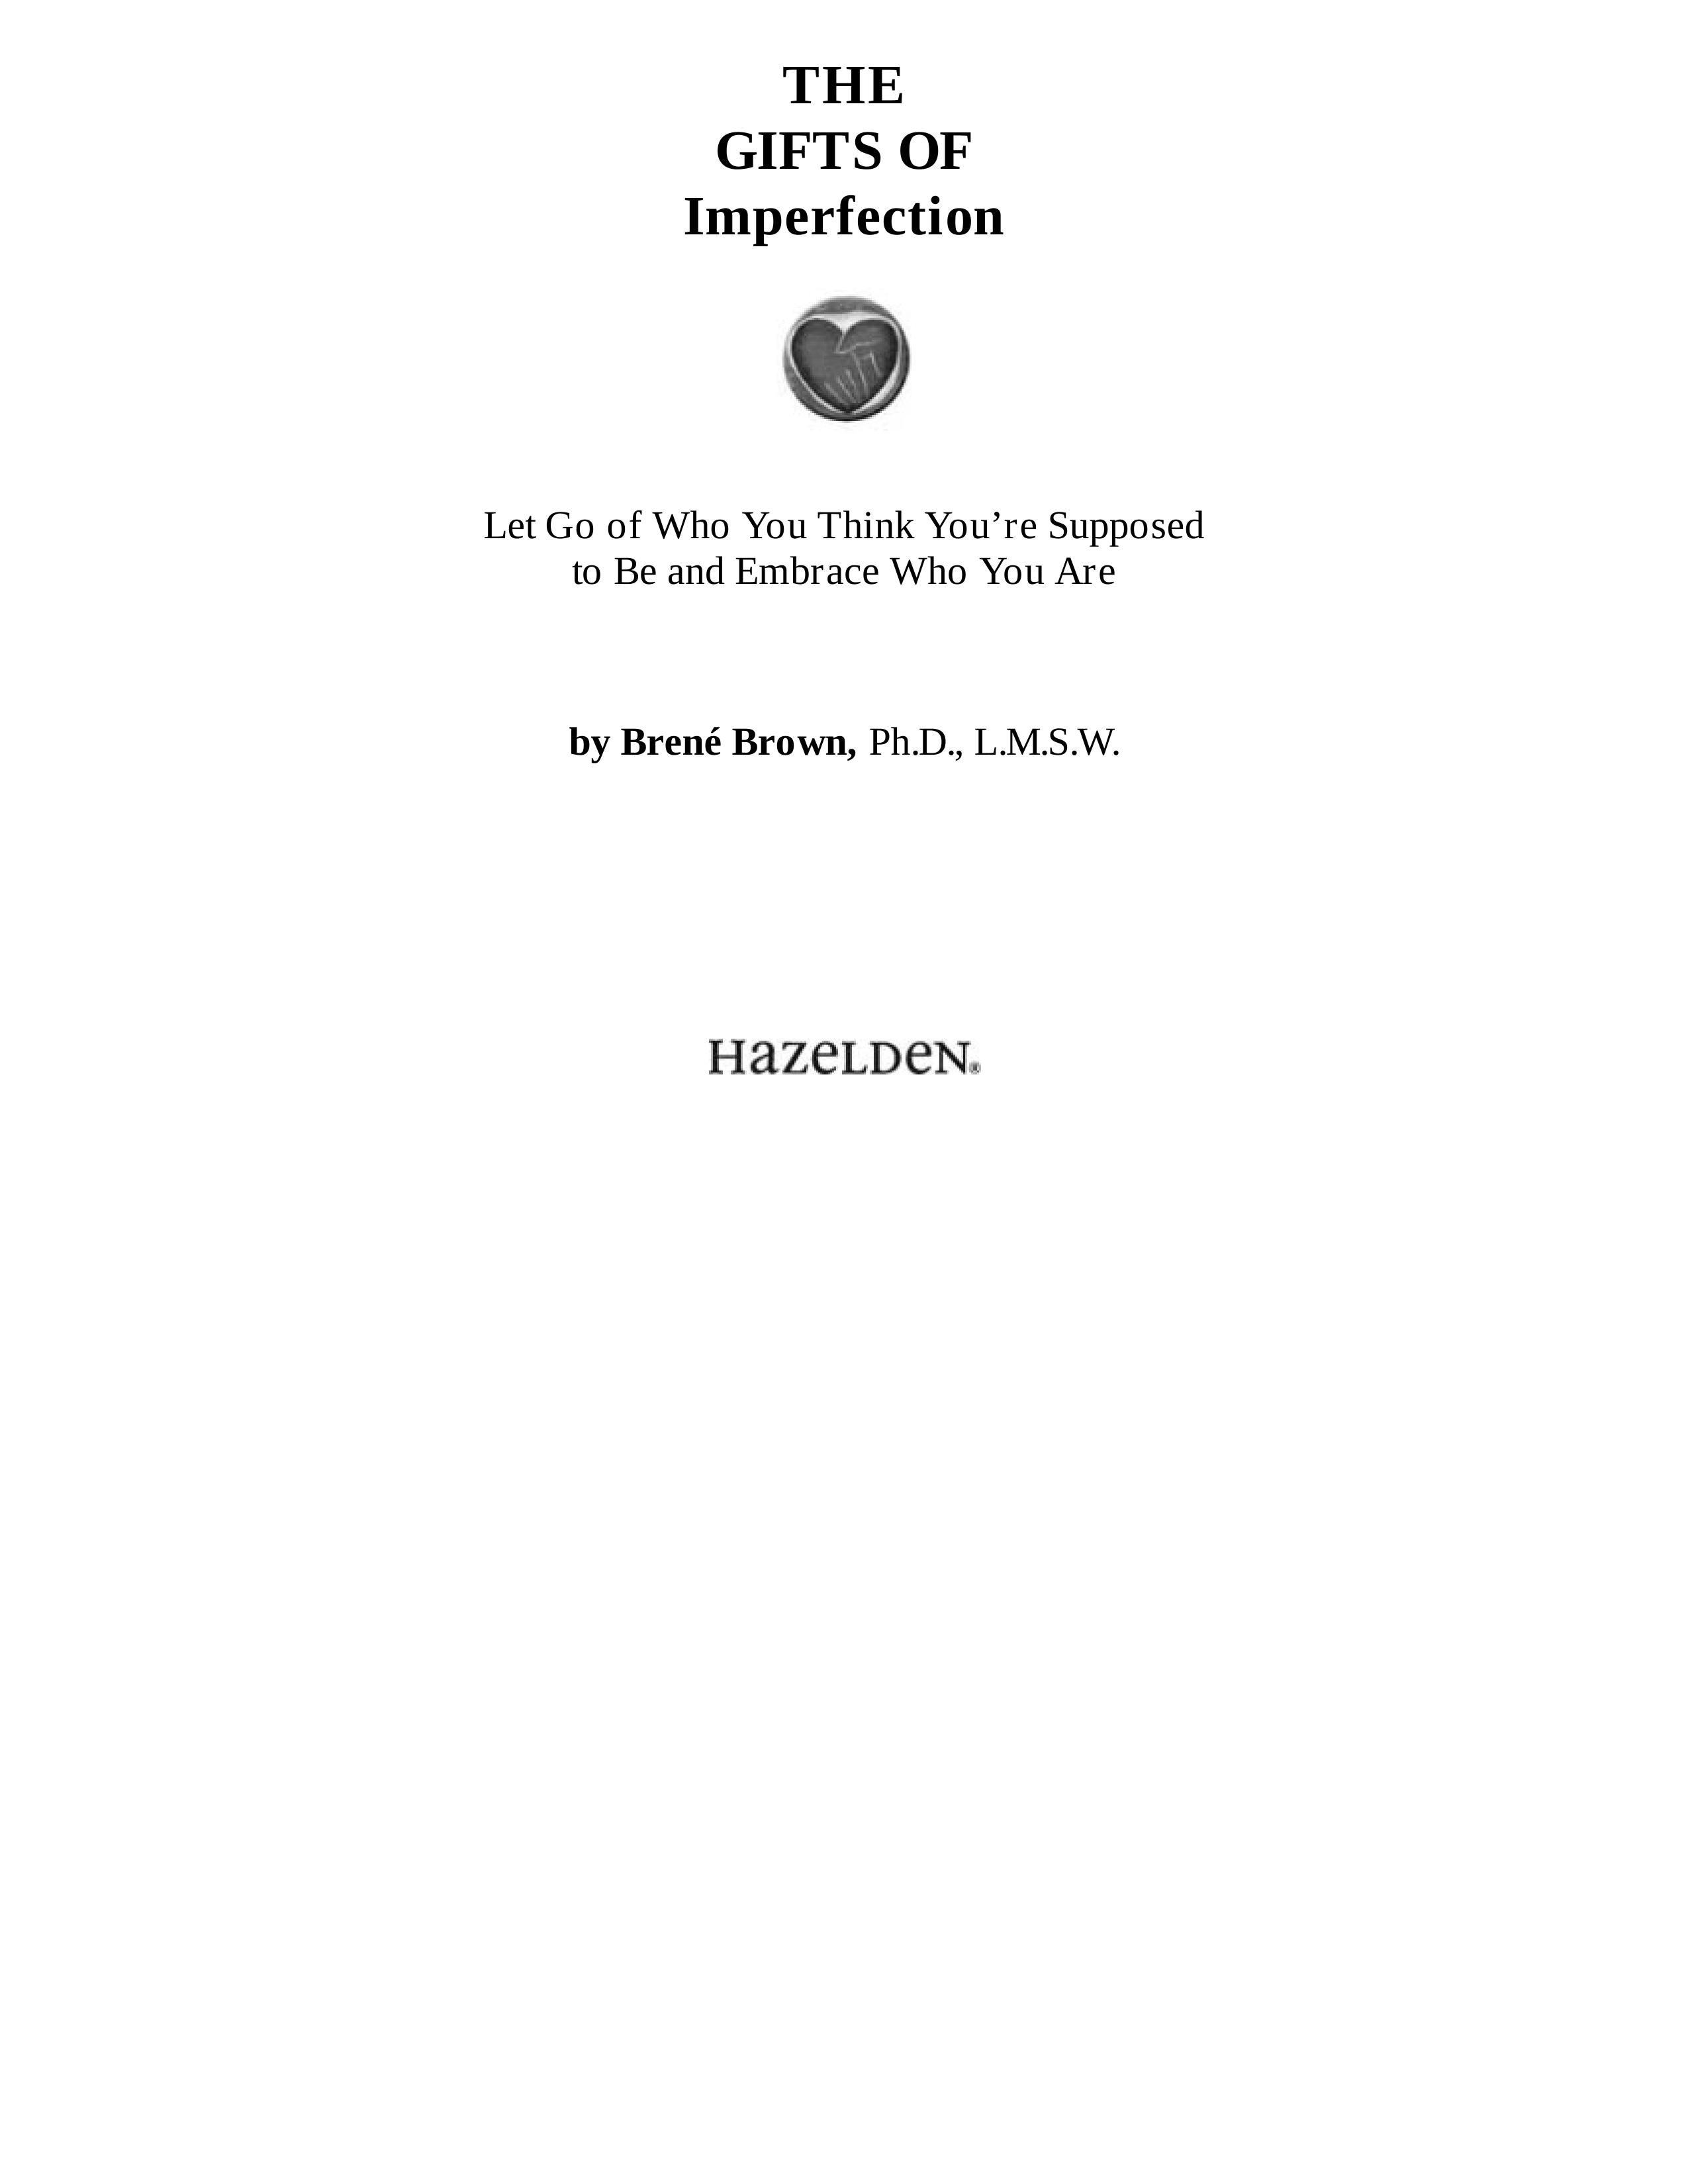 THE
GIFTS OF
Imperfection
Let Go of Who You Think You’re Supposed
to Be and Embrace Who You Are
by Brené Brown, Ph.D., L.M.S.W.
HazeLDeN®